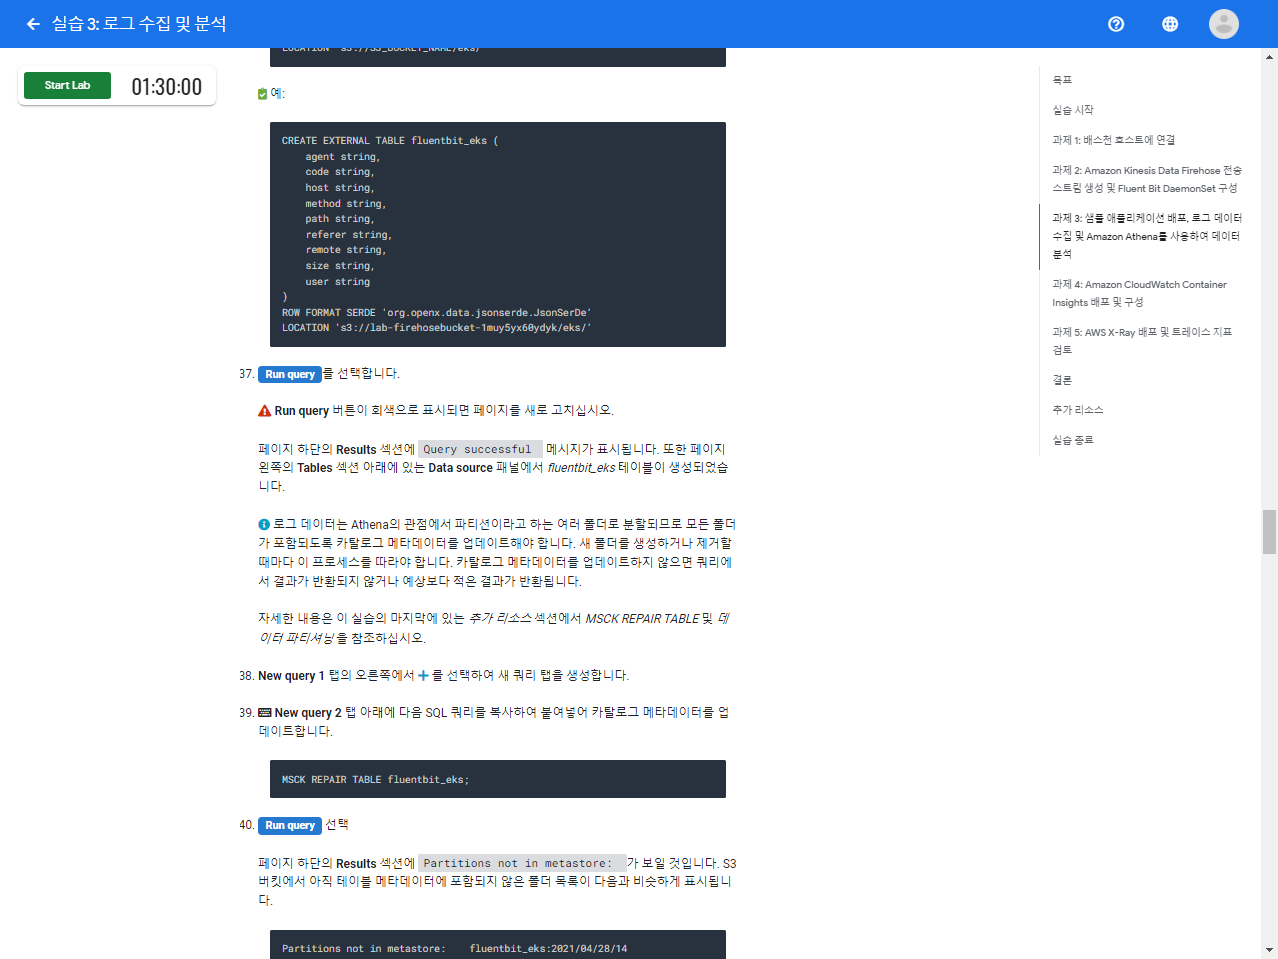 실습 3: 로그 수집 및 분석
Start Lab
01:30:00
LOCATION 's3://S3_BUCKET_NAME/eks/'
예:
CREATE EXTERNAL TABLE fluentbit_eks (
agent string,
code string,
host string,
method string,
path string,
referer string,
remote string,
size string,
user string
)
ROW FORMAT SERDE 'org.openx.data.jsonserde.JsonSerDe'
LOCATION 's3://lab-firehosebucket-1muy5yx60ydyk/eks/'
37. Run query를 선택합니다.
Run query 버튼이 회색으로 표시되면 페이지를 새로 고치십시오.
페이지 하단의 Results 섹션에 Query successful 메시지가 표시됩니다. 또한 페이지
왼쪽의 Tables 섹션 아래에 있는 Data source 패널에서 fluentbit_eks 테이블이 생성되었습
니다.
로그 데이터는 Athena의 관점에서 파티션이라고 하는 여러 폴더로 분할되므로 모든 폴더
가 포함되도록 카탈로그 메타데이터를 업데이트해야 합니다. 새 폴더를 생성하거나 제거할
때마다 이 프로세스를 따라야 합니다. 카탈로그 메타데이터를 업데이트하지 않으면 쿼리에
서 결과가 반환되지 않거나 예상보다 적은 결과가 반환됩니다.
자세한 내용은 이 실습의 마지막에 있는 추가 리소스 섹션에서 MSCK REPAIR TABLE 및 데
이터 파티셔닝 을 참조하십시오.
38. New query 1 탭의 오른쪽에서 + 를 선택하여 새 쿼리 탭을 생성합니다.
39. New query 2 탭 아래에 다음 SQL 쿼리를 복사하여 붙여넣어 카탈로그 메타데이터를 업
데이트합니다.
MSCK REPAIR TABLE fluentbit_eks;
40. Run query 선택
페이지 하단의 Results 섹션에 Partitions not in metastore: 가 보일 것입니다. S3
버킷에서 아직 테이블 메타데이터에 포함되지 않은 폴더 목록이 다음과 비슷하게 표시됩니
다.
Partitions not in metastore: fluentbit_eks:2021/04/28/14
목표
실습 시작
과제 1: 배스천 호스트에 연결
과제 2: Amazon Kinesis Data Firehose 전송
스트림 생성 및 Fluent Bit DaemonSet 구성
과제 3: 샘플 애플리케이션 배포, 로그 데이터
수집 및 Amazon Athena를 사용하여 데이터
분석
과제 4: Amazon CloudWatch Container
Insights 배포 및 구성
과제 5: AWS X-Ray 배포 및 트레이스 지표
검토
결론
추가 리소스
실습 종료